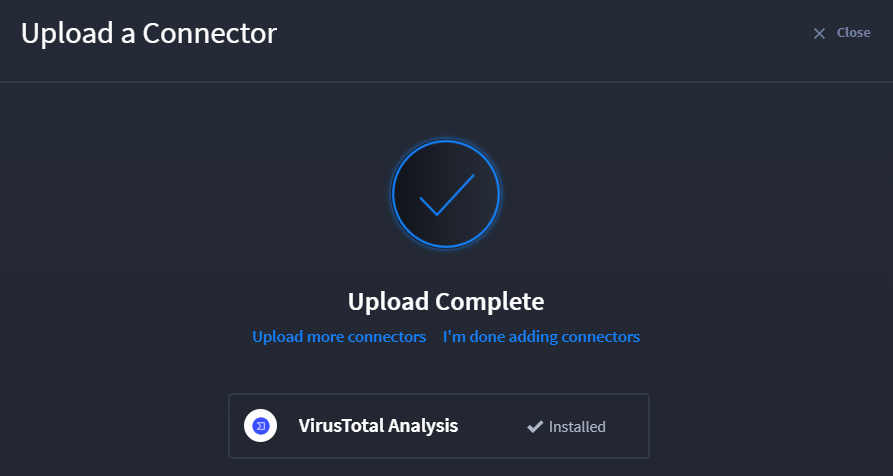 Upload a Connector
Close
Upload Complete
Upload more connectors I'm done adding connectors
VirusTotal Analysis Installed